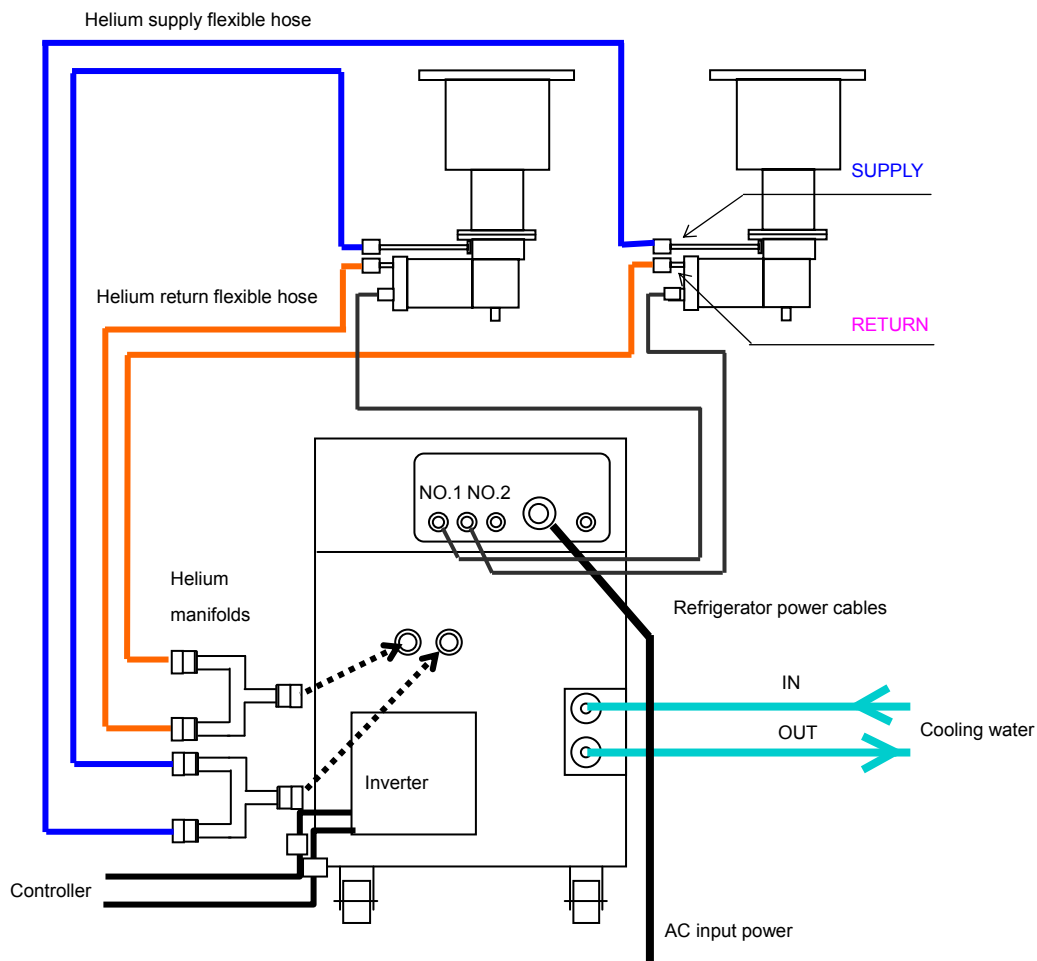 Helium supply flexible hose
SUPPLY
Helium return flexible hose
RETURN
NO.1 NO.2
Helium
manifolds
Refrigerator power cables
IN
OUT
Cooling water
Inverter
Controller
AC input power